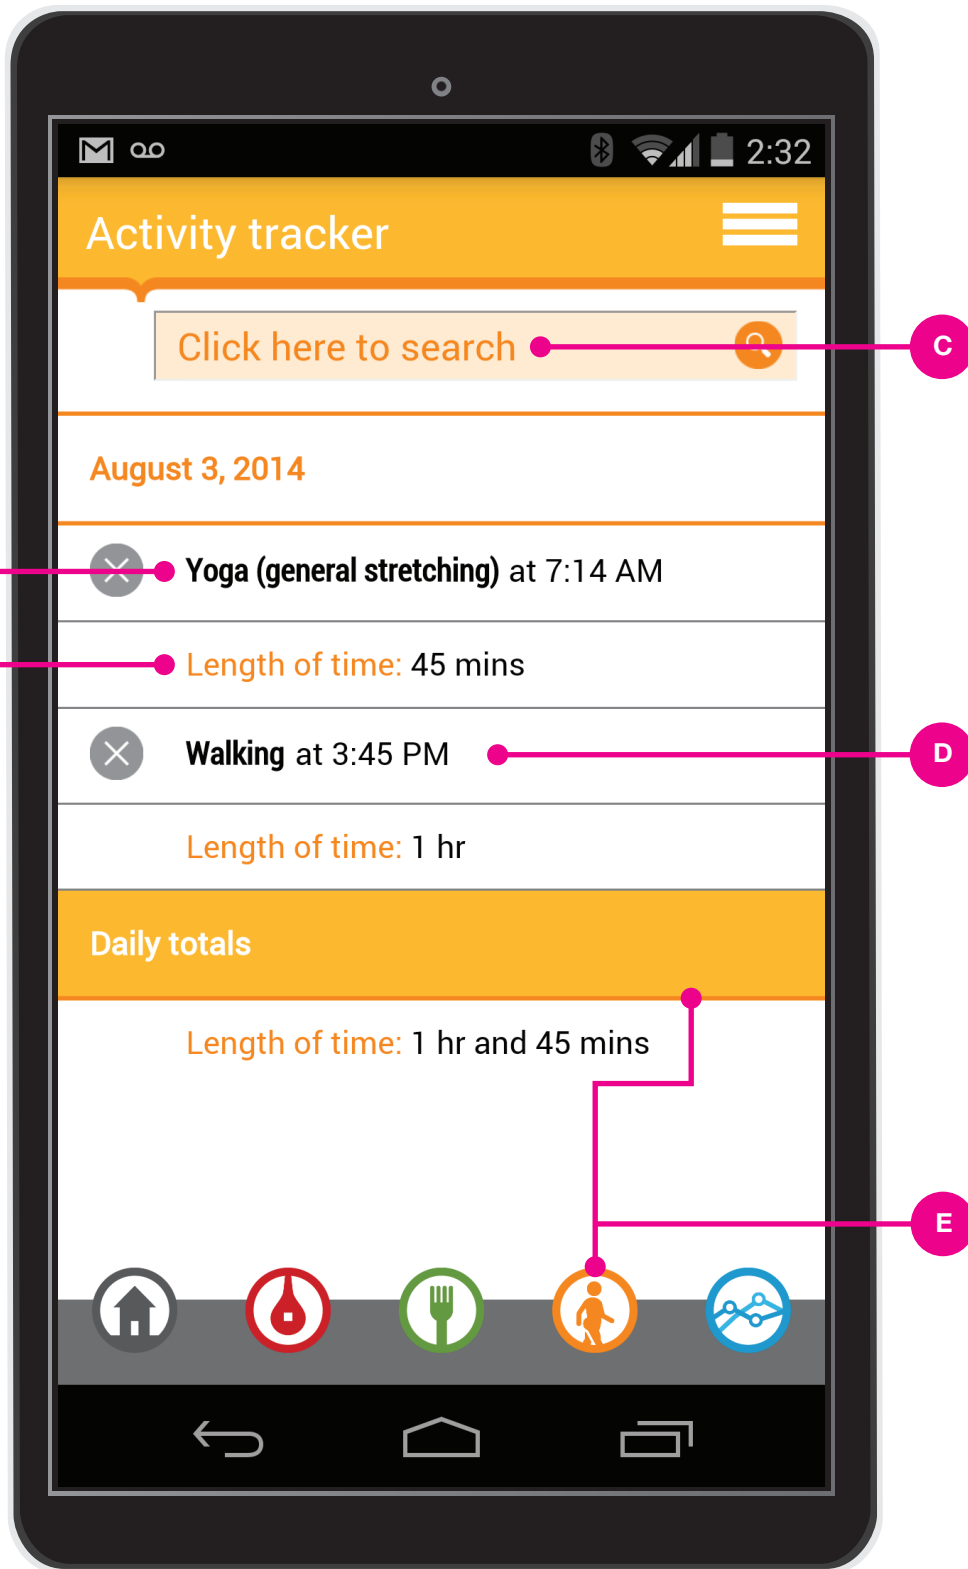 2:32
Activity tracker
Click here to search
C
August 3, 2014
Yoga (general stretching) at 7:14 AM
Length of time: 45 mins
Walking at 3:45 PM
D
Length of time: 1 hr
Daily totals
Length of time: 1 hr and 45 mins
E